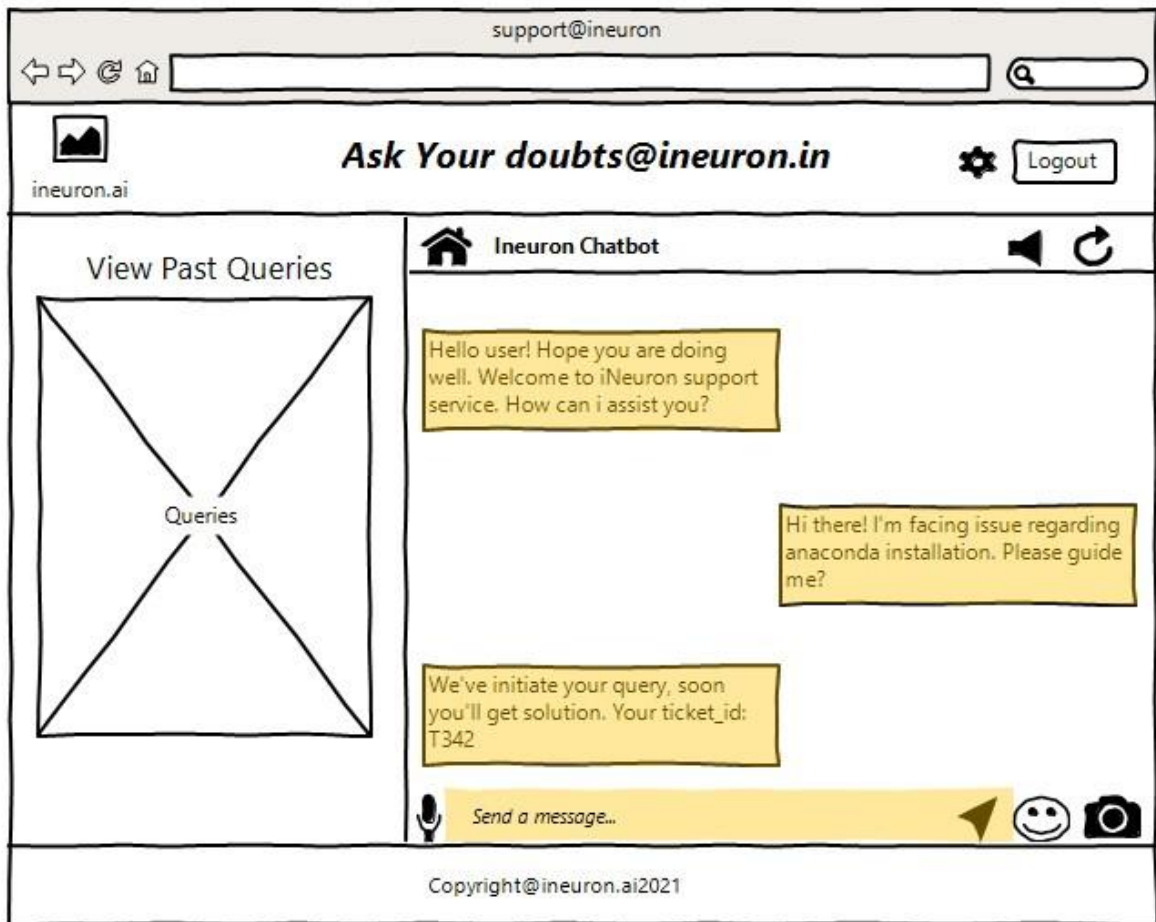 support@ineuron
Ask Your doubts@ineuron.in
Logout
ineuron.ai
View Past Queries
Queries
Ineuron Chatbot
Hello user! Hope you are doing
well. Welcome to iNeuron support
service. How can i assist you?
Hi there! I'm facing issue regarding
anaconda installation. Please guide
me?
We've initiate your query, soon
you'll get solution. Your ticket_id:
T342
Send a message...
Copyright@ineuron.ai2021